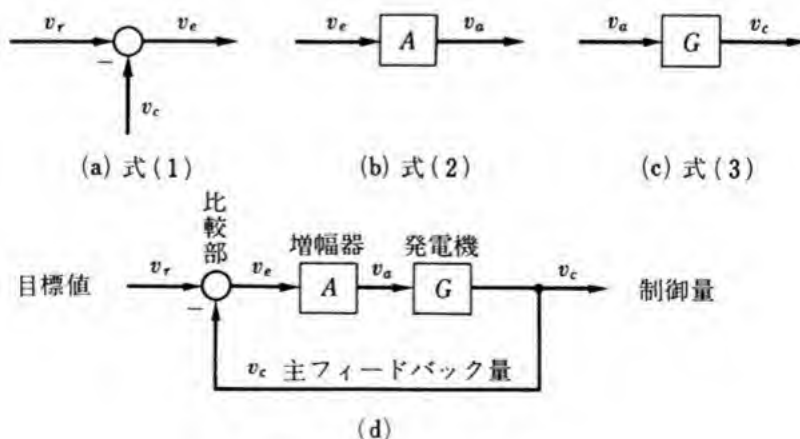 v_r v_e v_e v_a v_a v_c
A G
−
v_c
(a) 式(1) (b) 式(2) (c) 式(3)
比較部
増幅器 発電機
目標値 v_r v_e A v_a G v_c 制御量
−
v_c 主フィードバック量
(d)